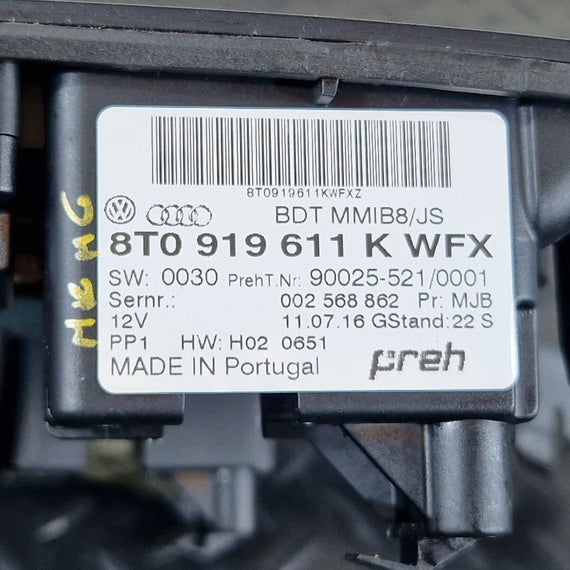 8T0919611KWFXZ
BDT MMIB8/JS
8T0 919 611 K WFX
SW: 0030 PrehT.Nr: 90025-521/0001
Sernr.: 002 568 862 Pr: MJB
12V 11.07.16 GStand: 22 S
PP1 HW: H02 0651
MADE IN Portugal preh